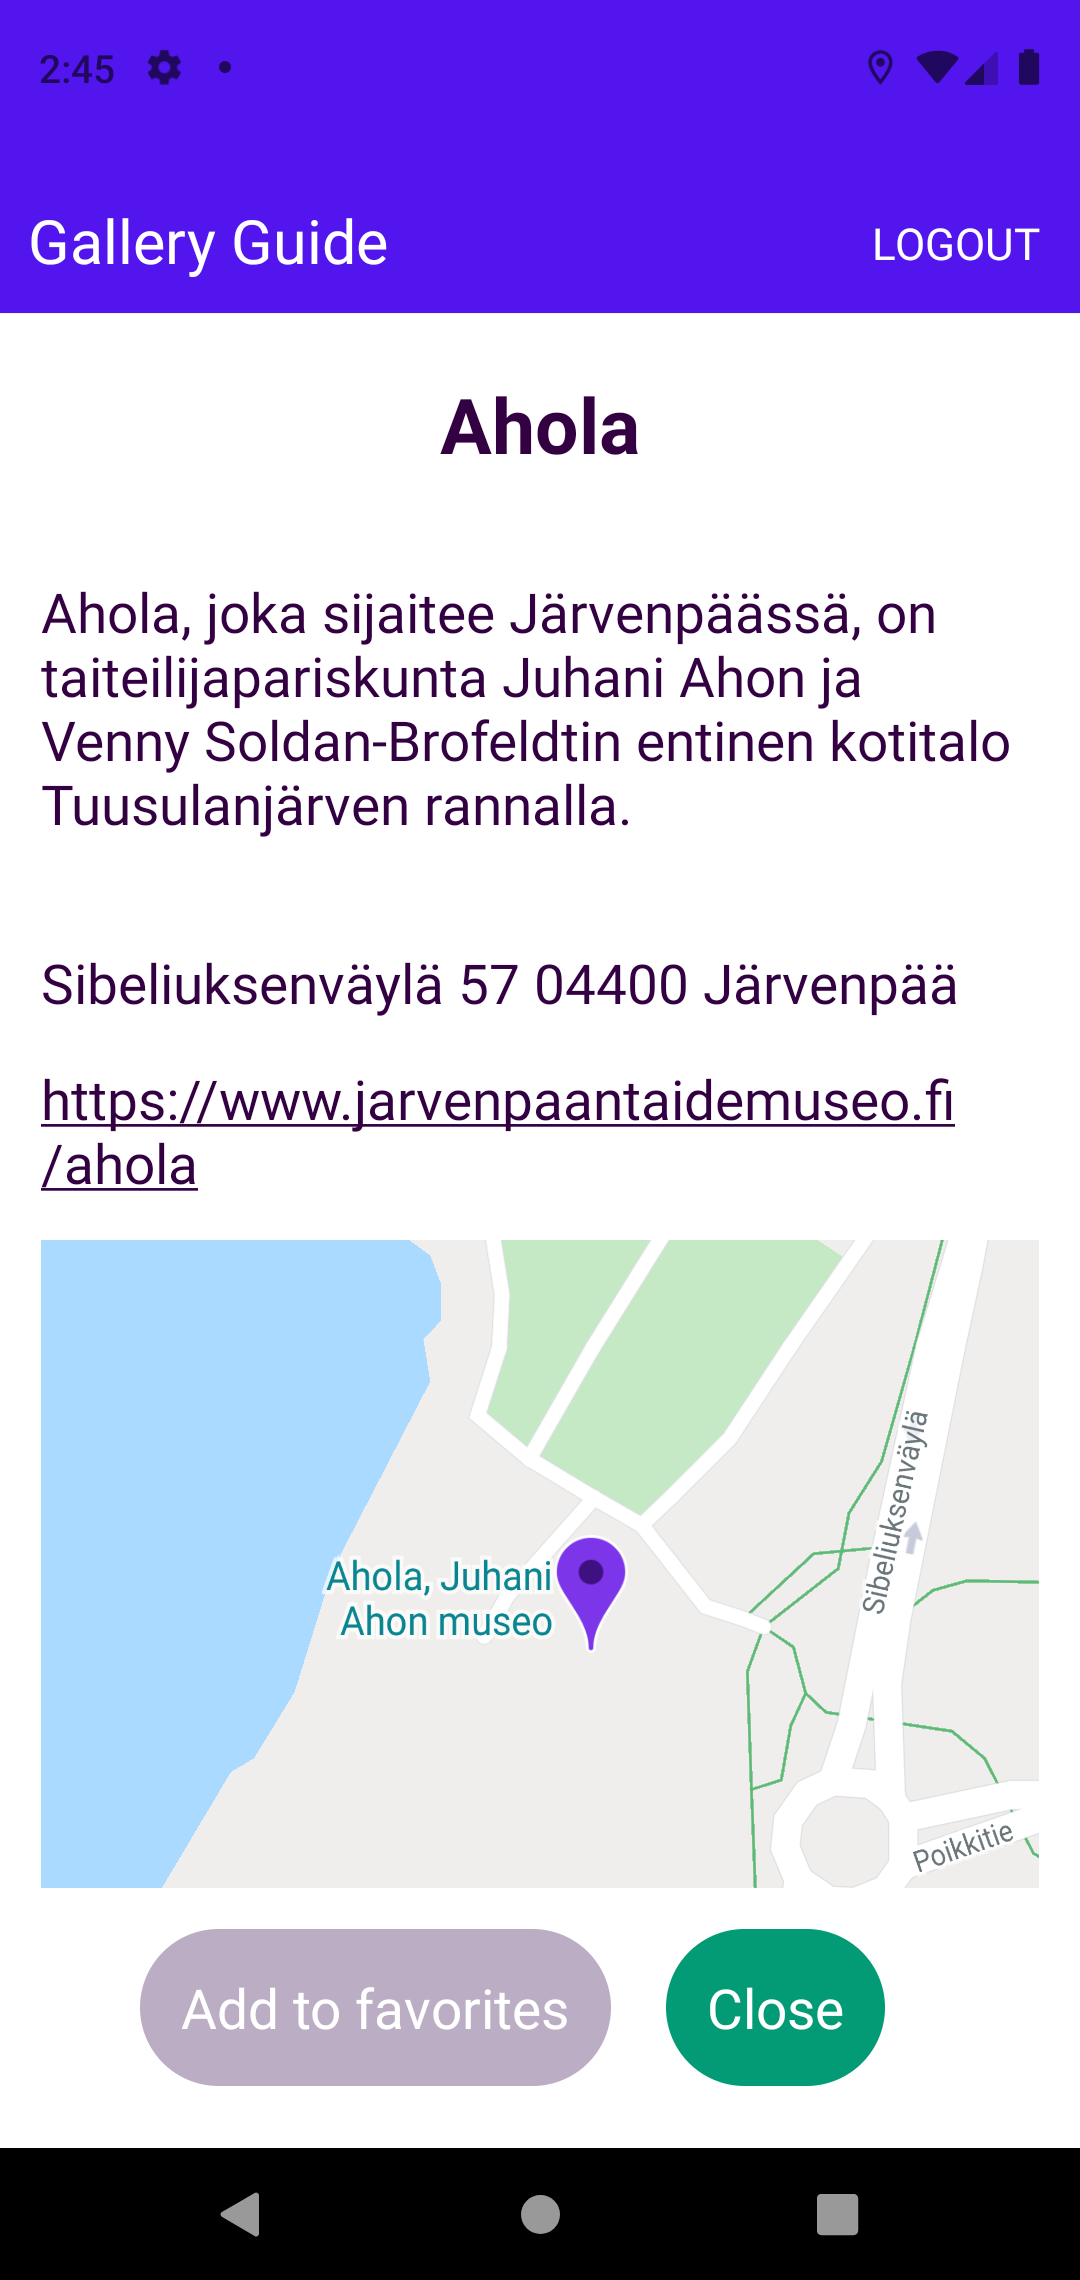 2:45
Gallery Guide
LOGOUT
Ahola
Ahola, joka sijaitee Järvenpäässä, on
taiteilijapariskunta Juhani Ahon ja
Venny Soldan-Brofeldtin entinen kotitalo
Tuusulanjärven rannalla.
Sibeliuksenväylä 57 04400 Järvenpää
https://www.jarvenpaantaidemuseo.fi
/ahola
Sibeliuksenväylä
Ahola, Juhani
Ahon museo
Poikkitie
Add to favorites
Close